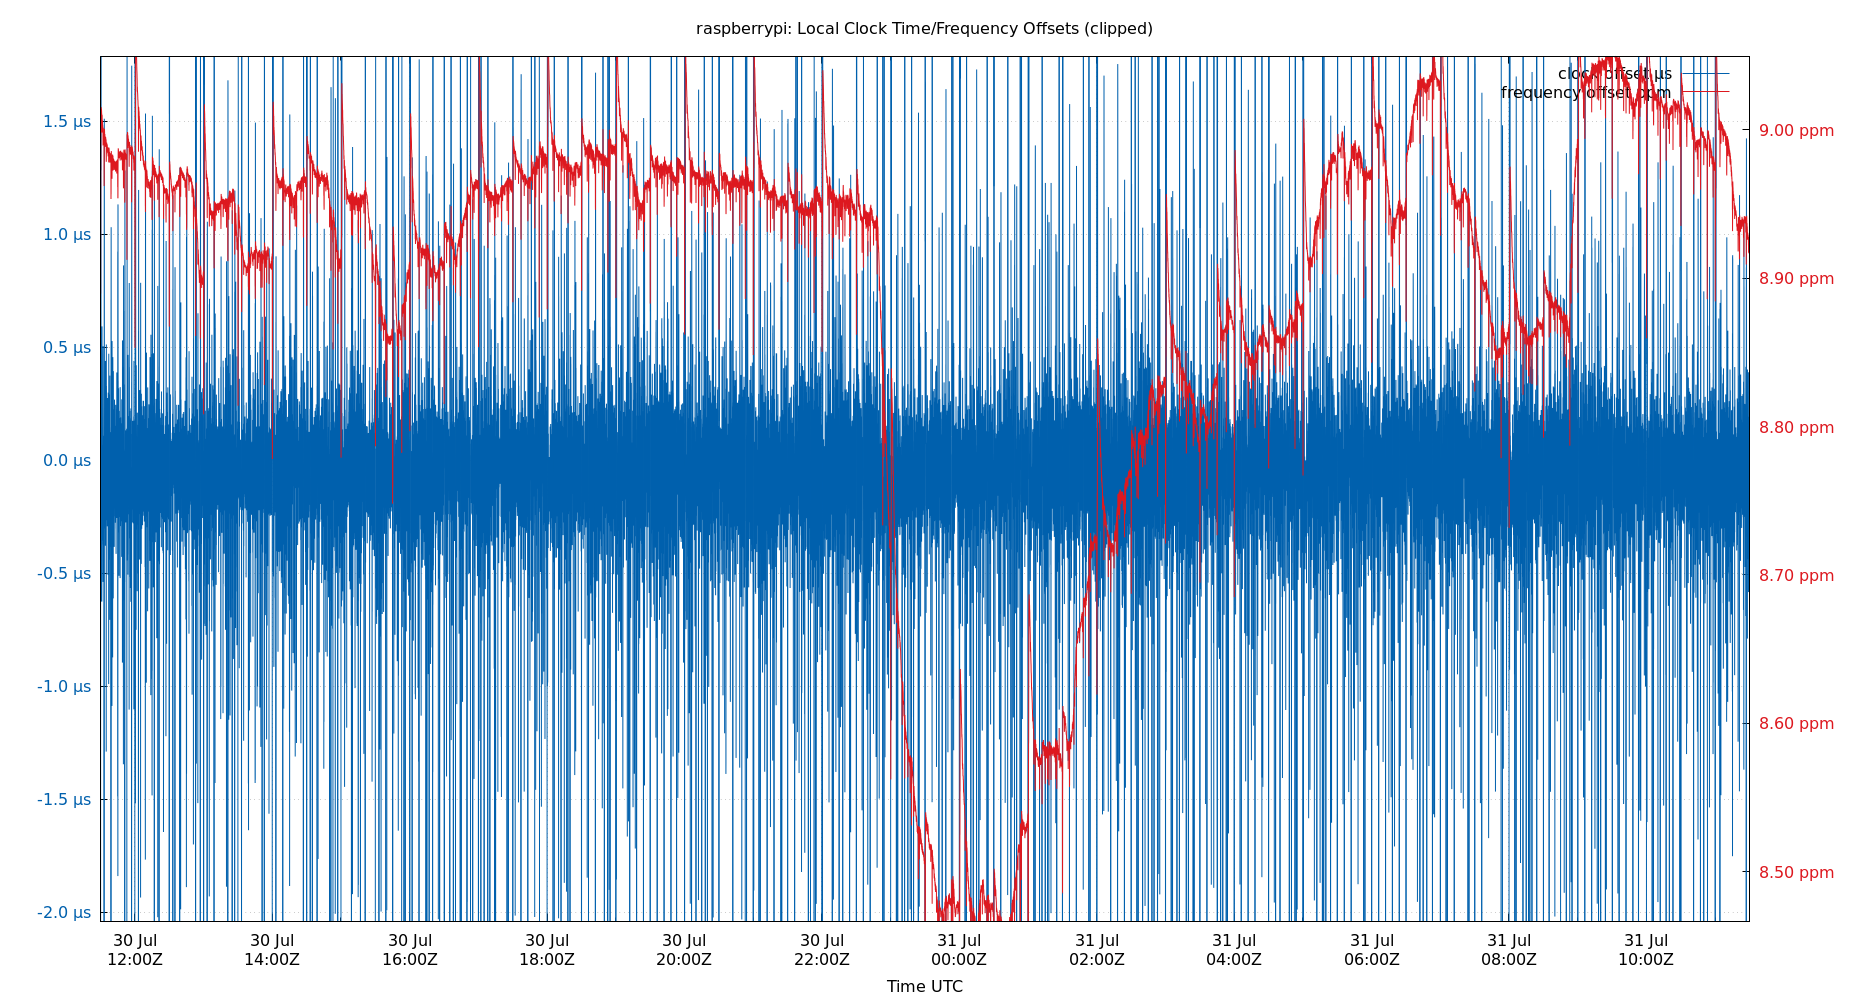 raspberrypi: Local Clock Time/Frequency Offsets (clipped)
clock offset µs
frequency offset ppm
1.5 µs
1.0 µs
0.5 µs
0.0 µs
-0.5 µs
-1.0 µs
-1.5 µs
-2.0 µs
9.00 ppm
8.90 ppm
8.80 ppm
8.70 ppm
8.60 ppm
8.50 ppm
30 Jul
12:00Z
30 Jul
14:00Z
30 Jul
16:00Z
30 Jul
18:00Z
30 Jul
20:00Z
30 Jul
22:00Z
31 Jul
00:00Z
31 Jul
02:00Z
31 Jul
04:00Z
31 Jul
06:00Z
31 Jul
08:00Z
31 Jul
10:00Z
Time UTC